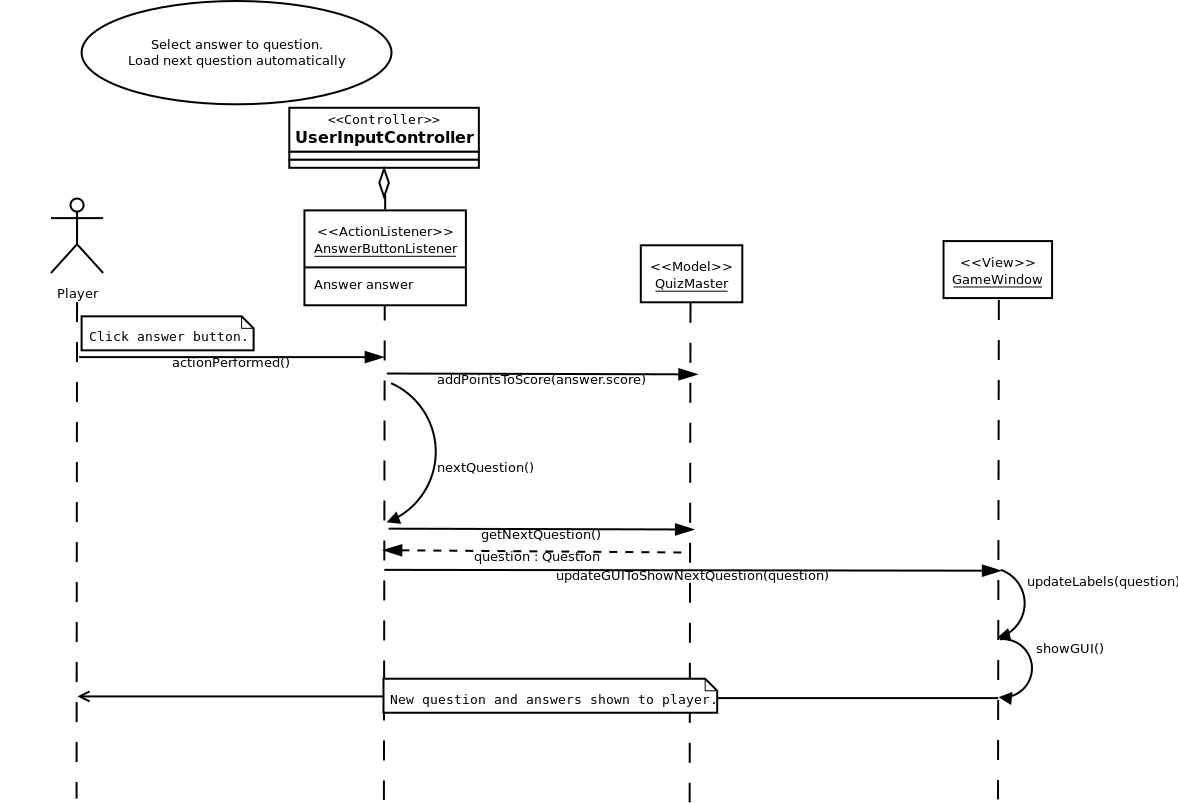 Select answer to question.
Load next question automatically
<<Controller>>
UserInputController
<<ActionListener>>
AnswerButtonListener
Answer answer
<<Model>>
QuizMaster
<<View>>
GameWindow
Player
Click answer button.
actionPerformed()
addPointsToScore(answer.score)
nextQuestion()
getNextQuestion()
question : Question
updateGUIToShowNextQuestion(question)
updateLabels(question)
showGUI()
New question and answers shown to player.